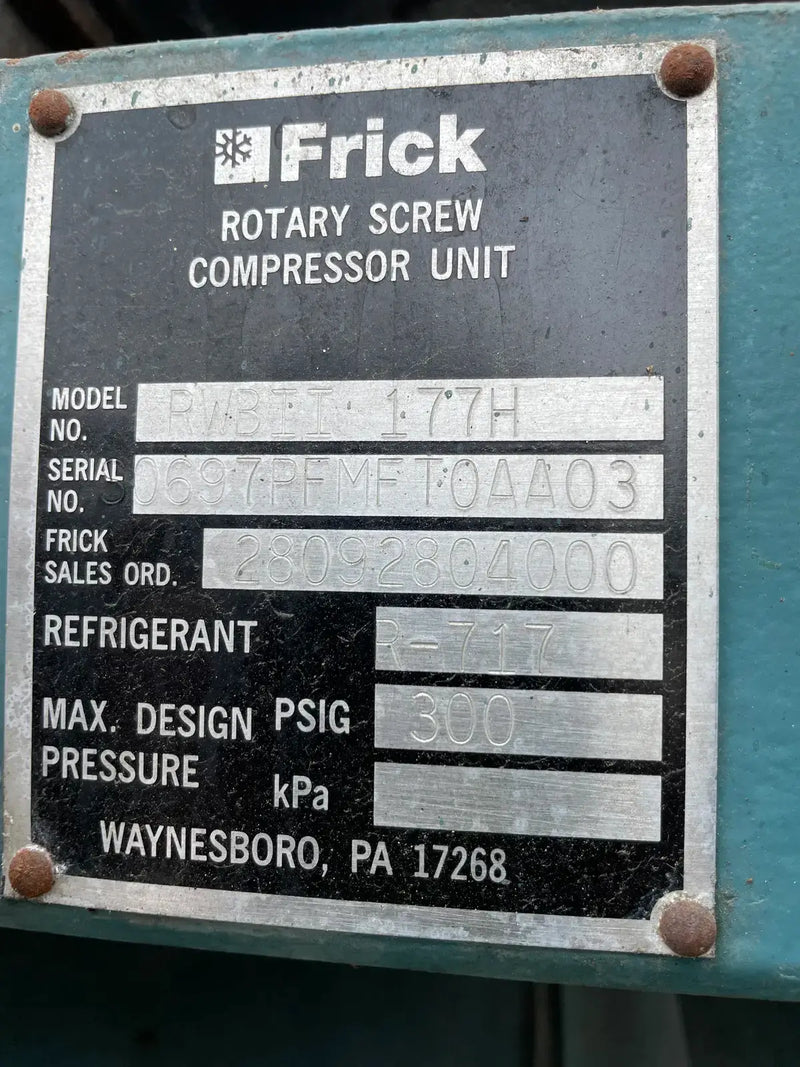 Frick
ROTARY SCREW
COMPRESSOR UNIT
MODEL NO. RWBII 177H
SERIAL NO. S0697PFMFT0AA03
FRICK SALES ORD. 28092804000
REFRIGERANT R-717
MAX. DESIGN PRESSURE PSIG 300
kPa
WAYNESBORO, PA 17268